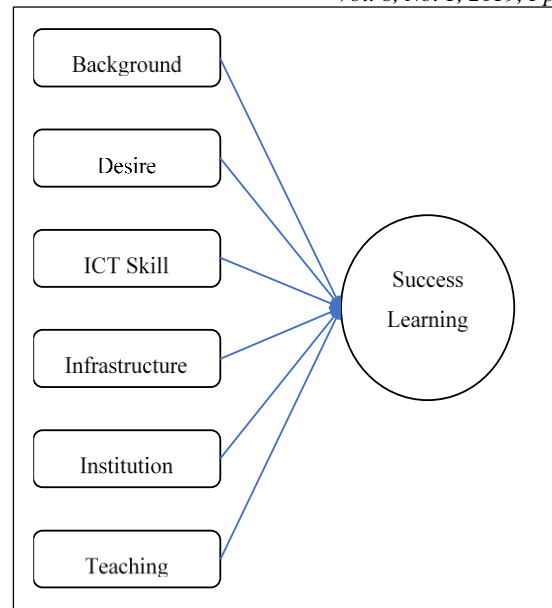 Background
Desire
ICT Skill
Infrastructure
Institution
Teaching
Success
Learning